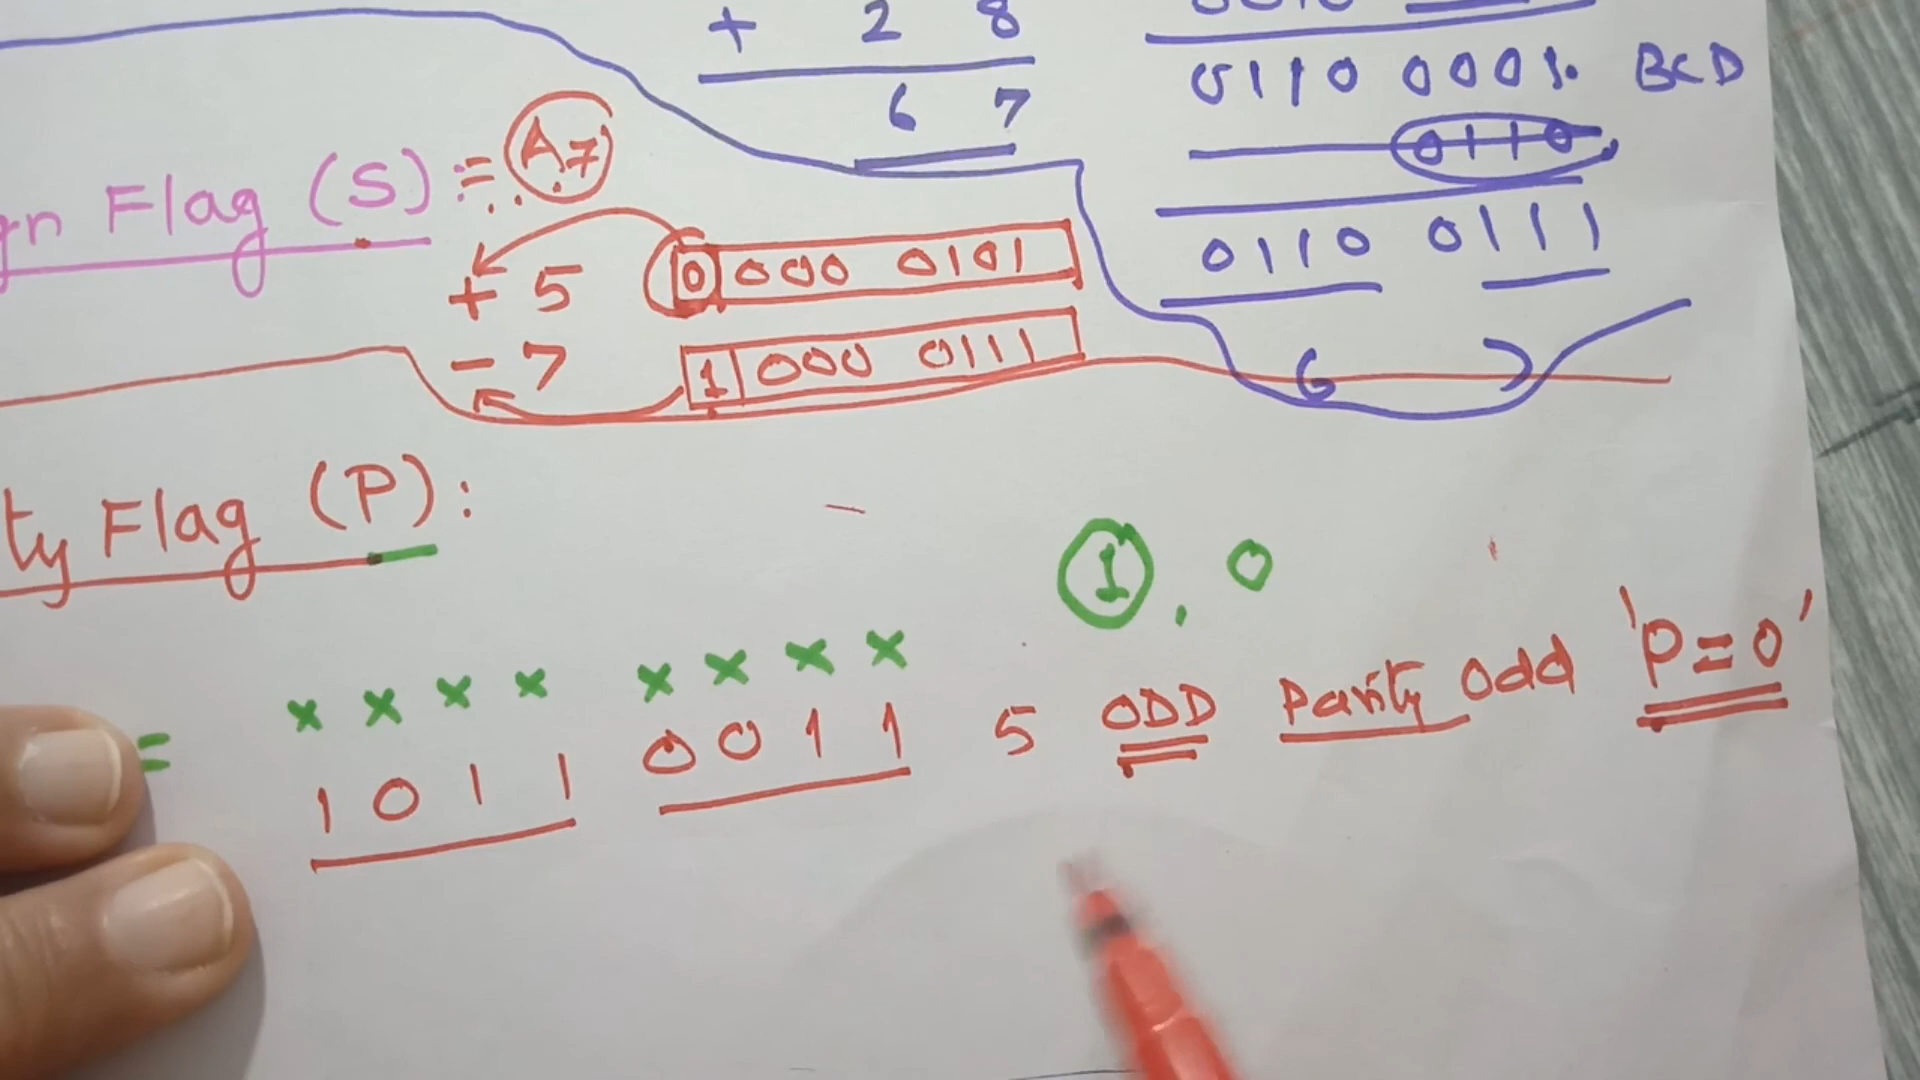 + 2 8
6 7
0110 0001. BCD
0110
0110 0111
6 7
gn Flag (S) := A7
+ 5 0 000 0101
- 7 1 000 0111
ty Flag (P):
1, 0
= x x x x x x x x
1 0 1 1 0 0 1 1 5 ODD Parity odd 'P=0'